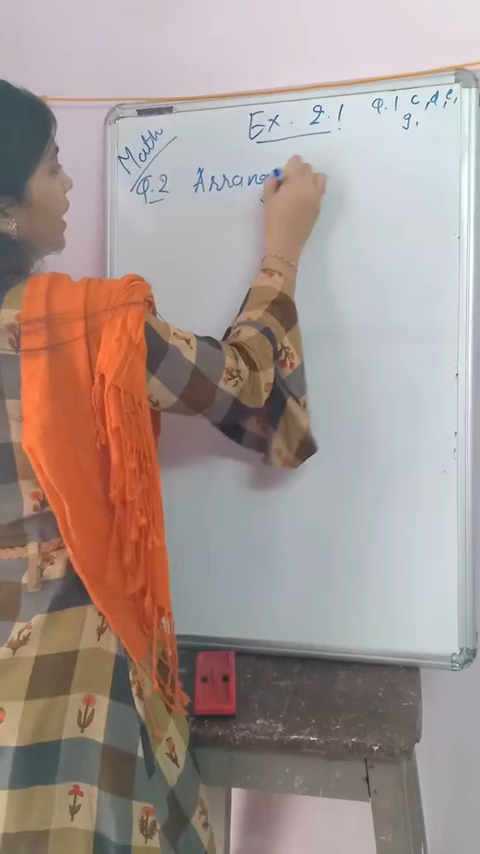 Math
Ex. 2.1
Q.1 c, d, e,
g.
Q.2 Arrang